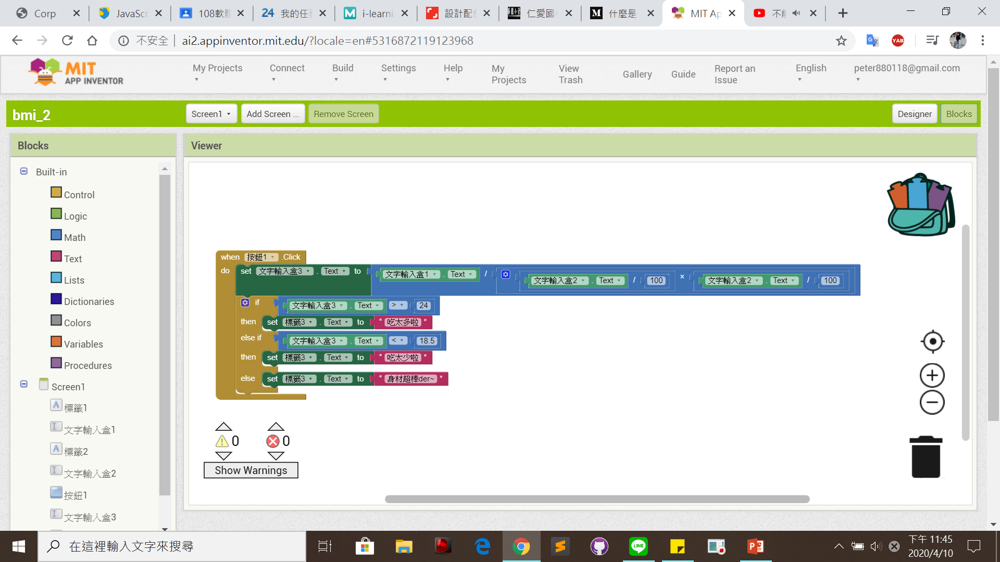 Corp
JavaScr
108軟體
24 我的任務
i-learni
設計配色
仁愛國小
什麼是
MIT Ap
不能
不安全 ai2.appinventor.mit.edu/?locale=en#5316872119123968
YAB
MIT
APP INVENTOR
My Projects
Connect
Build
Settings
Help
My Projects
View Trash
Gallery
Guide
Report an Issue
English
peter880118@gmail.com
bmi_2
Screen1
Add Screen ...
Remove Screen
Designer
Blocks
Blocks
Built-in
Control
Logic
Math
Text
Lists
Dictionaries
Colors
Variables
Procedures
Screen1
標籤1
文字輸入盒1
標籤2
文字輸入盒2
按鈕1
文字輸入盒3
Viewer
when 按鈕1 .Click
do set 文字輸入盒3 . Text to 文字輸入盒1 . Text / 文字輸入盒2 . Text / 100 × 文字輸入盒2 . Text / 100
if 文字輸入盒3 . Text > 24
then set 標籤3 . Text to “ 吃太多啦 ”
else if 文字輸入盒3 . Text < 18.5
then set 標籤3 . Text to “ 吃太少啦 ”
else set 標籤3 . Text to “ 身材超棒der~ ”
0 0
Show Warnings
在這裡輸入文字來搜尋
LINE
下午 11:45
2020/4/10